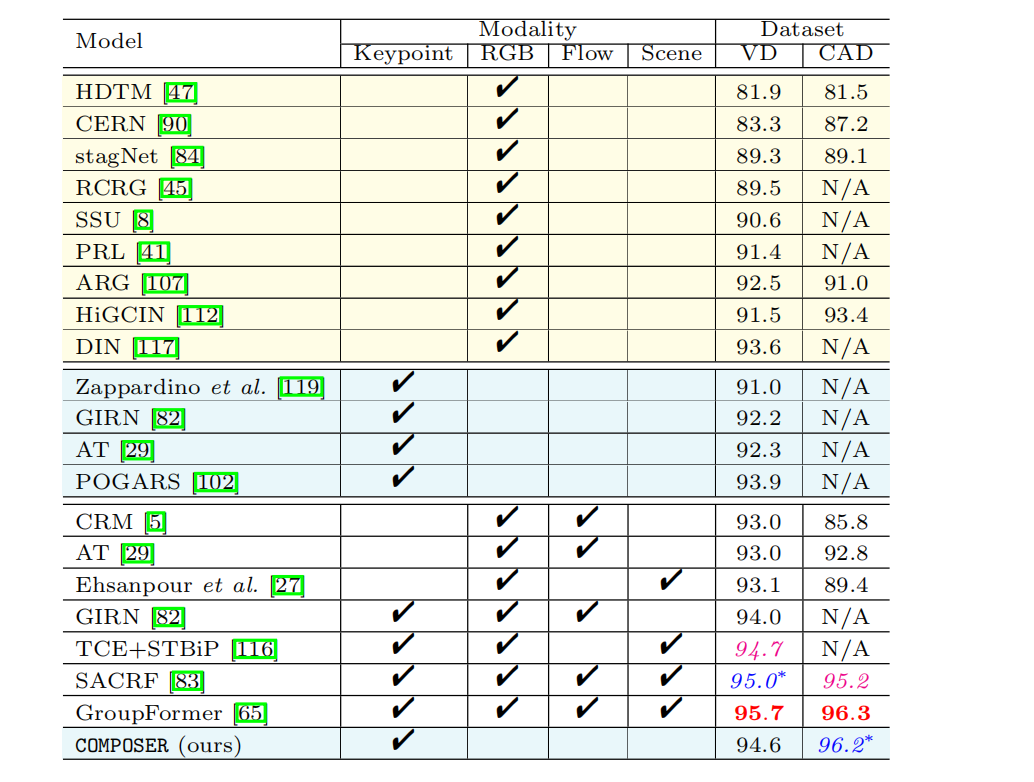 Model Modality Dataset
Keypoint RGB Flow Scene VD CAD
HDTM [47] ✔ 81.9 81.5
CERN [90] ✔ 83.3 87.2
stagNet [84] ✔ 89.3 89.1
RCRG [45] ✔ 89.5 N/A
SSU [8] ✔ 90.6 N/A
PRL [41] ✔ 91.4 N/A
ARG [107] ✔ 92.5 91.0
HiGCIN [112] ✔ 91.5 93.4
DIN [117] ✔ 93.6 N/A
Zappardino et al. [119] ✔ 91.0 N/A
GIRN [82] ✔ 92.2 N/A
AT [29] ✔ 92.3 N/A
POGARS [102] ✔ 93.9 N/A
CRM [5] ✔ ✔ 93.0 85.8
AT [29] ✔ ✔ 93.0 92.8
Ehsanpour et al. [27] ✔ ✔ 93.1 89.4
GIRN [82] ✔ ✔ ✔ 94.0 N/A
TCE+STBiP [116] ✔ ✔ ✔ 94.7 N/A
SACRF [83] ✔ ✔ ✔ ✔ 95.0* 95.2
GroupFormer [65] ✔ ✔ ✔ ✔ 95.7 96.3
COMPOSER (ours) ✔ 94.6 96.2*